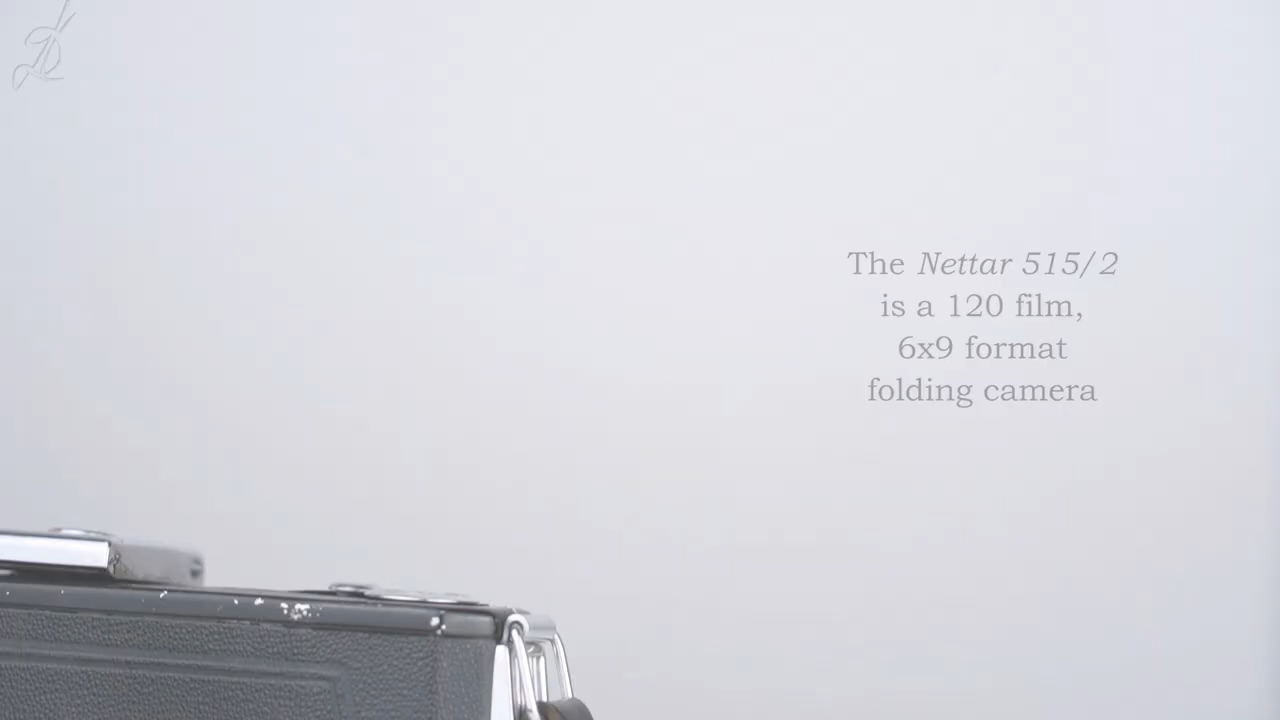 The Nettar 515/2
is a 120 film,
6x9 format
folding camera